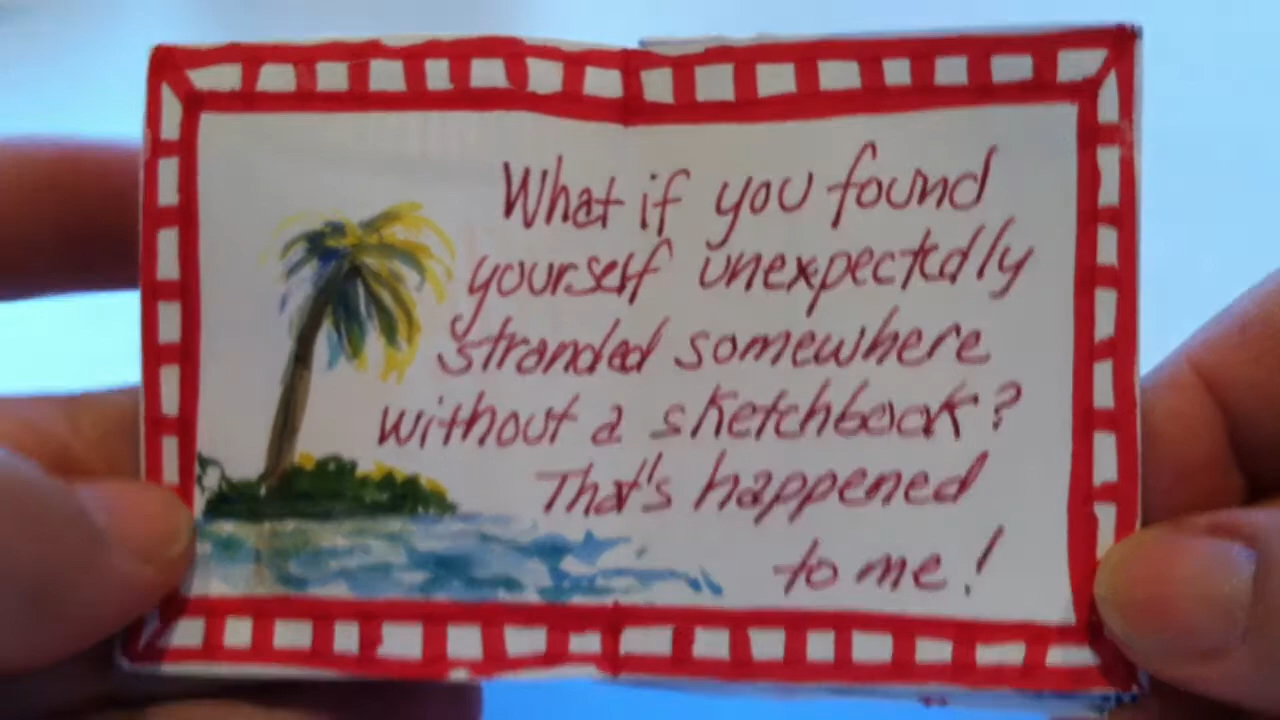 What if you found
yourself unexpectedly
stranded somewhere
without a sketchbook?
That's happened
to me!